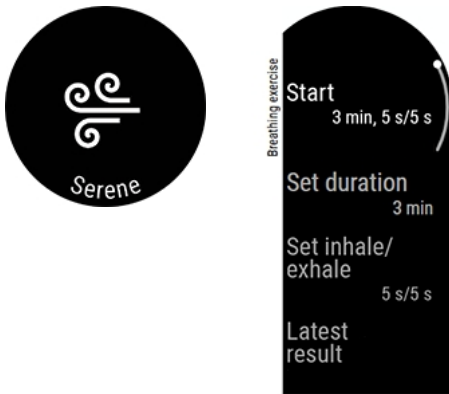 Serene
Breathing exercise
Start
3 min, 5 s/5 s
Set duration
3 min
Set inhale/
exhale
5 s/5 s
Latest
result